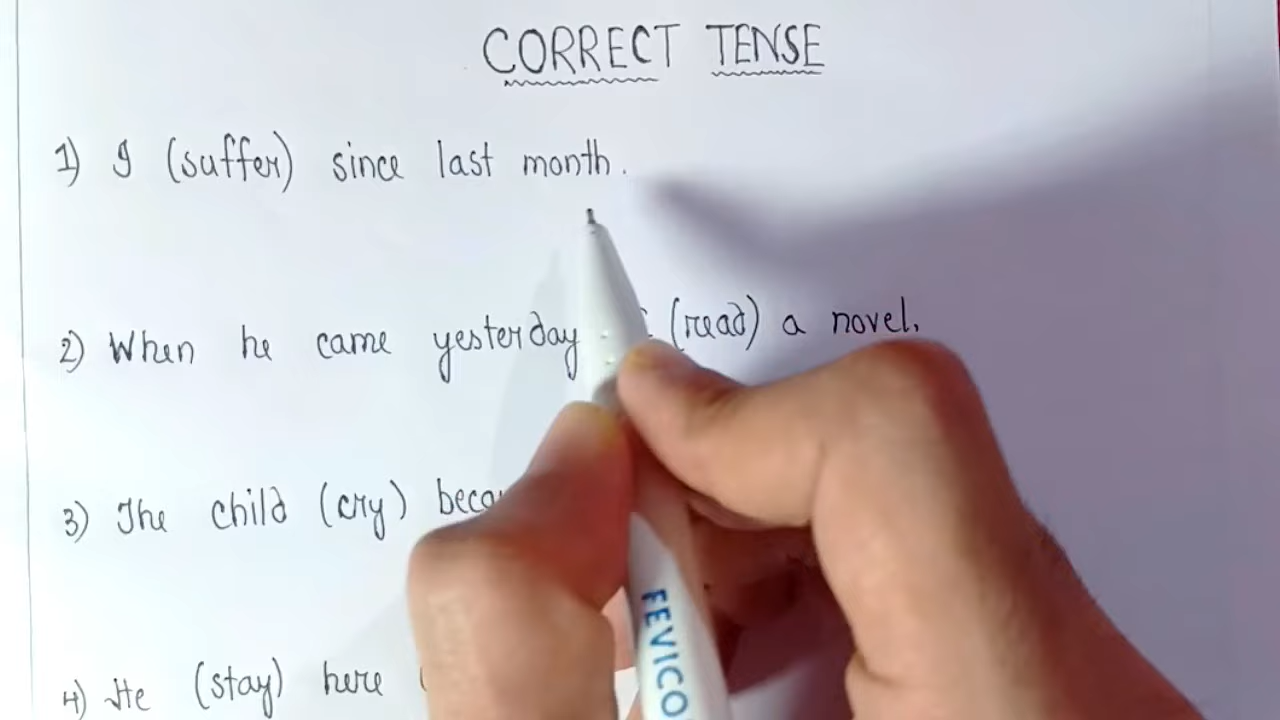 CORRECT TENSE
1) I (suffer) since last month.
2) When he came yesterday (read) a novel.
3) The child (cry)
4) He (stay) here
FEVICO